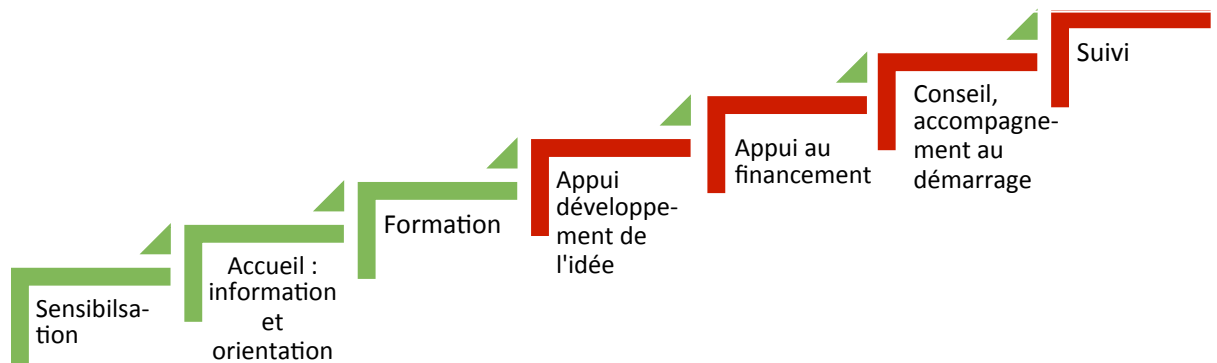 Sensibilsa-
tion
Accueil :
information
et
orientation
Formation
Appui
développe-
ment de
l'idée
Appui au
financement
Conseil,
accompagne-
ment au
démarrage
Suivi